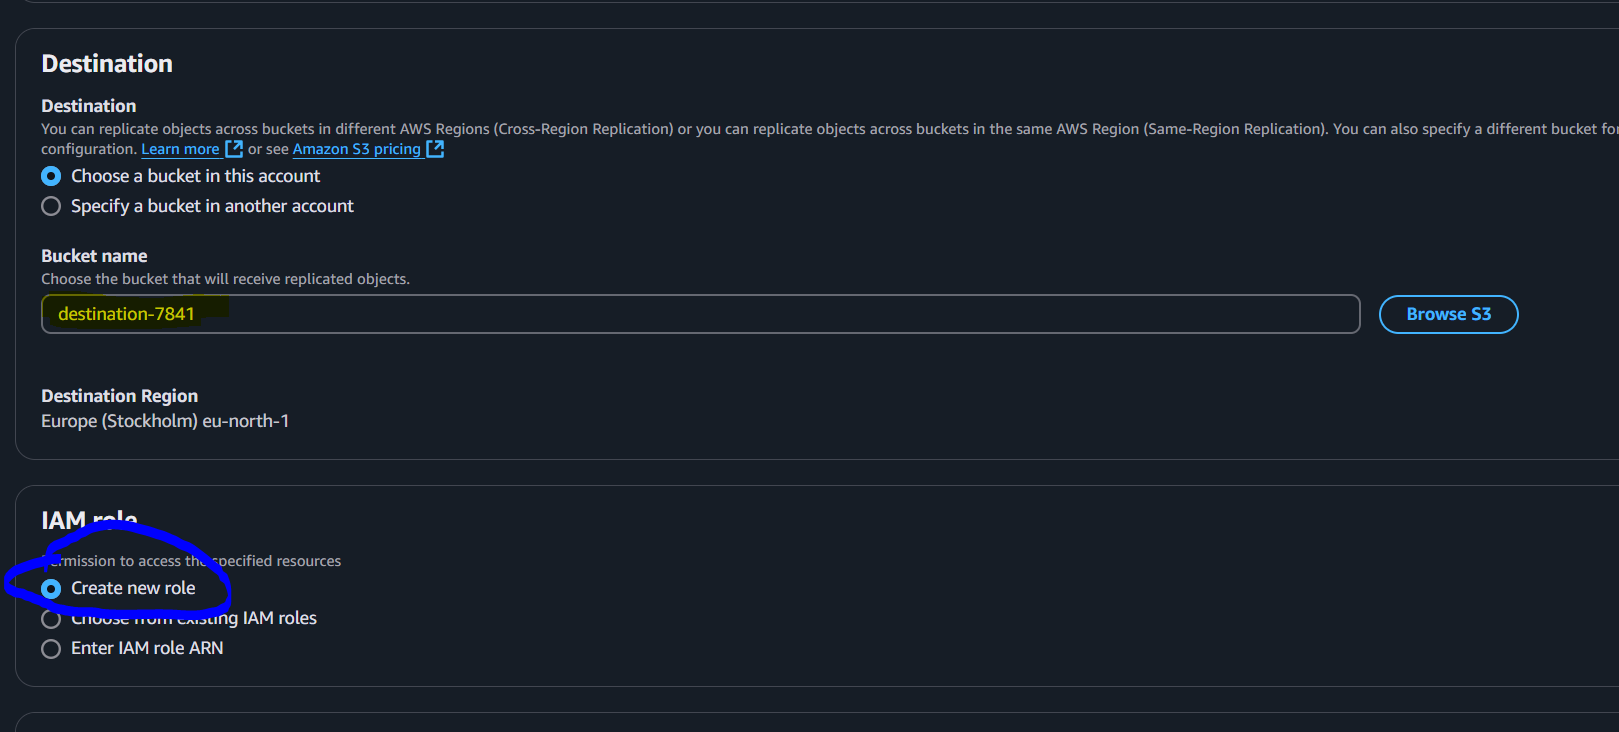 Destination
Destination
You can replicate objects across buckets in different AWS Regions (Cross-Region Replication) or you can replicate objects across buckets in the same AWS Region (Same-Region Replication). You can also specify a different bucket for
configuration. Learn more or see Amazon S3 pricing
Choose a bucket in this account
Specify a bucket in another account
Bucket name
Choose the bucket that will receive replicated objects.
destination-7841
Browse S3
Destination Region
Europe (Stockholm) eu-north-1
IAM role
Permission to access the specified resources
Create new role
Choose from existing IAM roles
Enter IAM role ARN